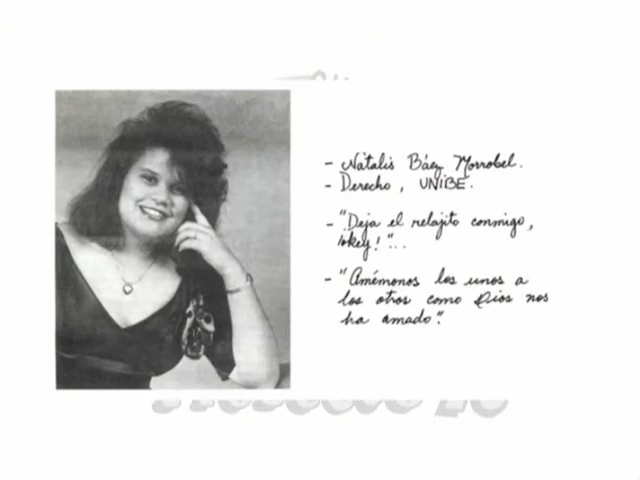 - Natalis Báez Morrobel.
- Derecho, UNIBE.
- "Deja el relajito conmigo,
Iokey!"...
- "Amémonos los unos a
los otros como Dios nos
ha amado".